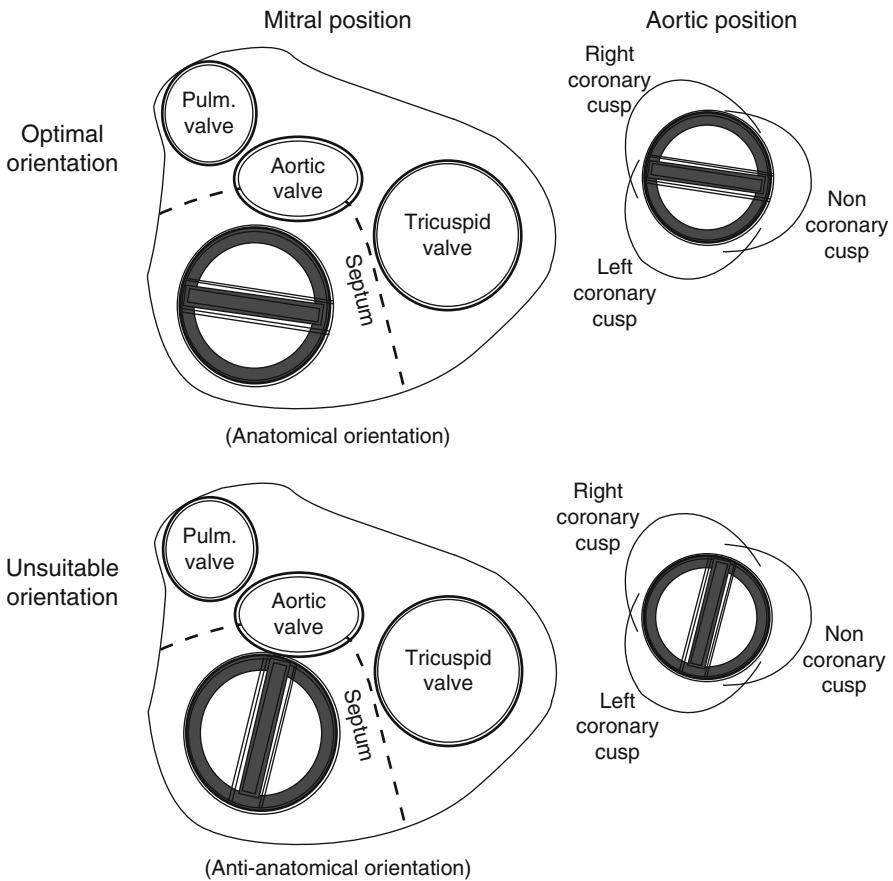 Mitral position
Aortic position
Optimal
orientation
Pulm.
valve
Aortic
valve
Tricuspid
valve
Septum
(Anatomical orientation)
Right
coronary
cusp
Non
coronary
cusp
Left
coronary
cusp
Unsuitable
orientation
Pulm.
valve
Aortic
valve
Tricuspid
valve
Septum
(Anti-anatomical orientation)
Right
coronary
cusp
Non
coronary
cusp
Left
coronary
cusp